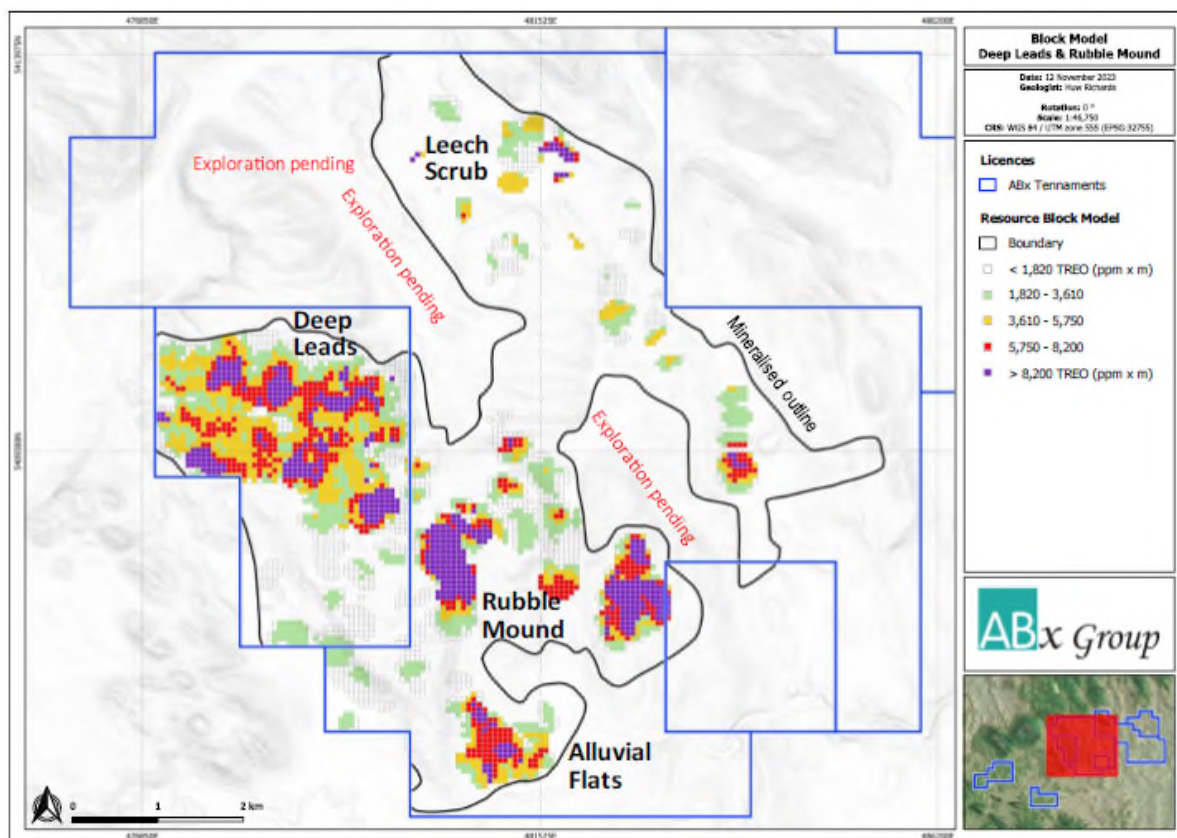 476850E
481525E
486200E
Block Model
Deep Leads & Rubble Mound
Date: 12 November 2023
Geologist: Huw Richards
Rotation: 0 °
Scale: 1:46,750
CRS: WGS 84 / UTM zone 55S (EPSG:32755)
Licences
ABx Tennaments
Resource Block Model
Boundary
< 1,820 TREO (ppm x m)
1,820 - 3,610
3,610 - 5,750
5,750 - 8,200
> 8,200 TREO (ppm x m)
Leech
Scrub
Exploration pending
Exploration pending
Deep
Leads
Mineralised outline
Exploration pending
Rubble
Mound
Alluvial
Flats
0 1 2 km
ABx Group
476850E
481525E
486200E